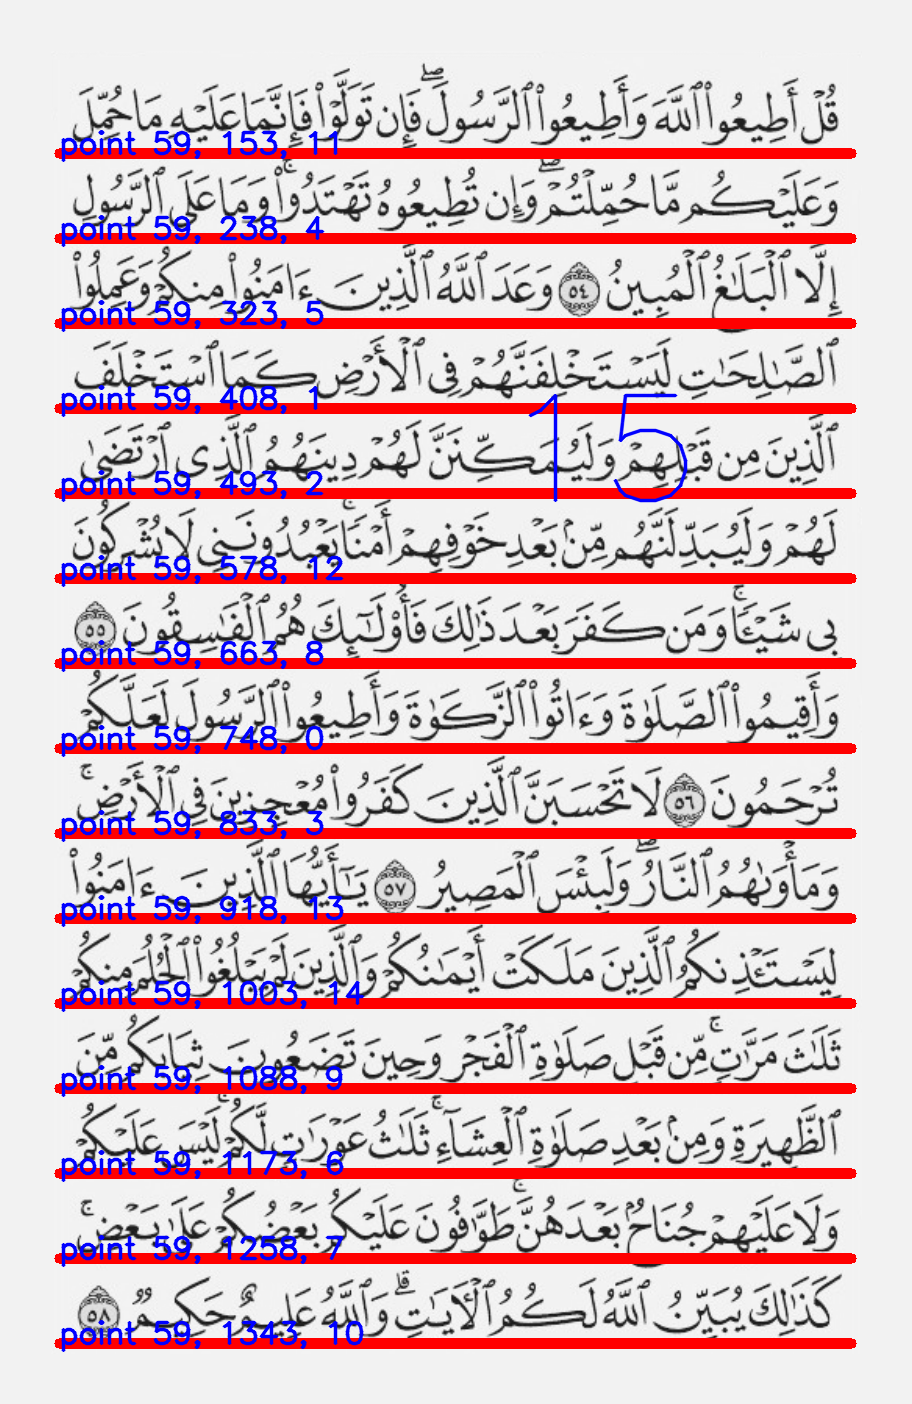 قُلْ أَطِيعُوا۟ ٱللَّهَ وَأَطِيعُوا۟ ٱلرَّسُولَ ۖ فَإِن تَوَلَّوْا۟ فَإِنَّمَا عَلَيْهِ مَا حُمِّلَ
point 59, 153, 11
وَعَلَيْكُم مَّا حُمِّلْتُمْ ۖ وَإِن تُطِيعُوهُ تَهْتَدُوا۟ ۚ وَمَا عَلَى ٱلرَّسُولِ
point 59, 238, 4
إِلَّا ٱلْبَلَـٰغُ ٱلْمُبِينُ ٥٤ وَعَدَ ٱللَّهُ ٱلَّذِينَ ءَامَنُوا۟ مِنكُمْ وَعَمِلُوا۟
point 59, 323, 5
ٱلصَّـٰلِحَـٰتِ لَيَسْتَخْلِفَنَّهُمْ فِى ٱلْأَرْضِ كَمَا ٱسْتَخْلَفَ
point 59, 408, 1
15
ٱلَّذِينَ مِن قَبْلِهِمْ وَلَيُمَكِّنَنَّ لَهُمْ دِينَهُمُ ٱلَّذِى ٱرْتَضَىٰ
point 59, 493, 2
لَهُمْ وَلَيُبَدِّلَنَّهُم مِّنۢ بَعْدِ خَوْفِهِمْ أَمْنًا ۚ يَعْبُدُونَنِى لَا يُشْرِكُونَ
point 59, 578, 12
بِى شَيْـًٔا ۚ وَمَن كَفَرَ بَعْدَ ذَٰلِكَ فَأُو۟لَـٰٓئِكَ هُمُ ٱلْفَـٰسِقُونَ ٥٥
point 59, 663, 8
وَأَقِيمُوا۟ ٱلصَّلَوٰةَ وَءَاتُوا۟ ٱلزَّكَوٰةَ وَأَطِيعُوا۟ ٱلرَّسُولَ لَعَلَّكُمْ
point 59, 748, 0
تُرْحَمُونَ ٥٦ لَا تَحْسَبَنَّ ٱلَّذِينَ كَفَرُوا۟ مُعْجِزِينَ فِى ٱلْأَرْضِ ۚ
point 59, 833, 3
وَمَأْوَىٰهُمُ ٱلنَّارُ ۖ وَلَبِئْسَ ٱلْمَصِيرُ ٥٧ يَـٰٓأَيُّهَا ٱلَّذِينَ ءَامَنُوا۟
point 59, 918, 13
لِيَسْتَـْٔذِنكُمُ ٱلَّذِينَ مَلَكَتْ أَيْمَـٰنُكُمْ وَٱلَّذِينَ لَمْ يَبْلُغُوا۟ ٱلْحُلُمَ مِنكُمْ
point 59, 1003, 14
ثَلَـٰثَ مَرَّٰتٍ ۚ مِّن قَبْلِ صَلَوٰةِ ٱلْفَجْرِ وَحِينَ تَضَعُونَ ثِيَابَكُم مِّنَ
point 59, 1088, 9
ٱلظَّهِيرَةِ وَمِنۢ بَعْدِ صَلَوٰةِ ٱلْعِشَآءِ ۚ ثَلَـٰثُ عَوْرَٰتٍ لَّكُمْ ۚ لَيْسَ عَلَيْكُمْ
point 59, 1173, 6
وَلَا عَلَيْهِمْ جُنَاحٌۢ بَعْدَهُنَّ ۚ طَوَّٰفُونَ عَلَيْكُم بَعْضُكُمْ عَلَىٰ بَعْضٍ ۚ
point 59, 1258, 7
كَذَٰلِكَ يُبَيِّنُ ٱللَّهُ لَكُمُ ٱلْـَٔايَـٰتِ ۗ وَٱللَّهُ عَلِيمٌ حَكِيمٌ ٥٨
point 59, 1343, 10